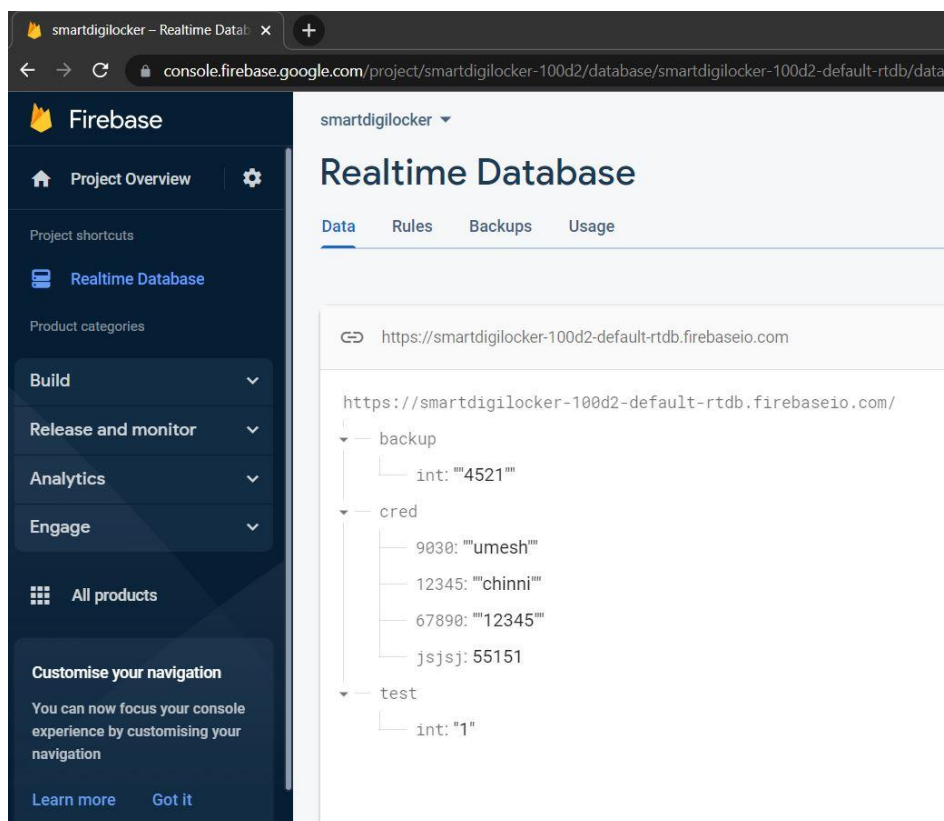 smartdigilocker – Realtime Datab
console.firebase.google.com/project/smartdigilocker-100d2/database/smartdigilocker-100d2-default-rtdb/data
Firebase
Project Overview
Project shortcuts
Realtime Database
Product categories
Build
Release and monitor
Analytics
Engage
All products
Customise your navigation
You can now focus your console
experience by customising your
navigation
Learn more Got it
smartdigilocker
Realtime Database
Data Rules Backups Usage
https://smartdigilocker-100d2-default-rtdb.firebaseio.com
https://smartdigilocker-100d2-default-rtdb.firebaseio.com/
backup
int: ""4521""
cred
9030: ""umesh""
12345: ""chinni""
67890: ""12345""
jsjsj: 55151
test
int: "1"